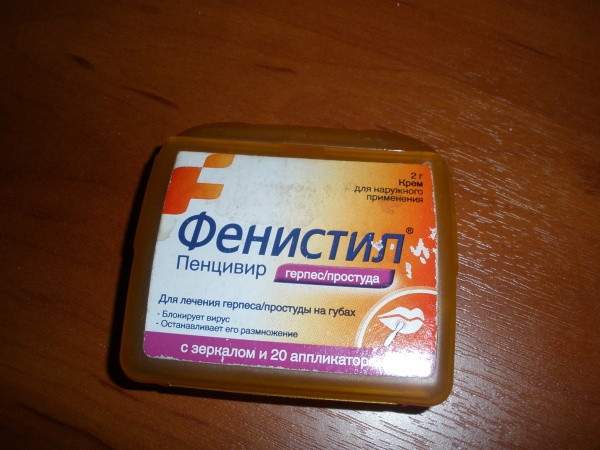 2 г
Крем
для наружного
применения
Фенистил®
Пенцивир
герпес/простуда
Для лечения герпеса/простуды на губах
- Блокирует вирус
- Останавливает его размножение
с зеркалом и 20 аппликаторо